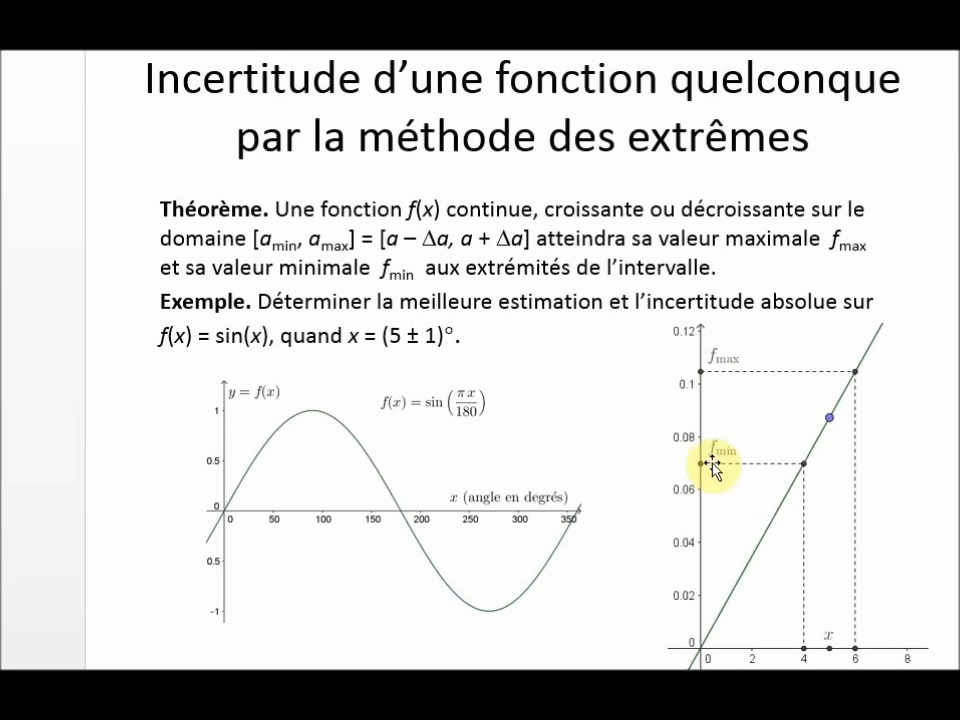 Incertitude d’une fonction quelconque
par la méthode des extrêmes
Théorème. Une fonction f(x) continue, croissante ou décroissante sur le
domaine [amin, amax] = [a – Δa, a + Δa] atteindra sa valeur maximale fmax
et sa valeur minimale fmin aux extrémités de l’intervalle.
Exemple. Déterminer la meilleure estimation et l’incertitude absolue sur
f(x) = sin(x), quand x = (5 ± 1)°.
y = f(x)
f(x) = sin (πx/180)
1
0.5
0
0.5
-1
x (angle en degrés)
0 50 100 150 200 250 300 350
0.12
fmax
0.1
0.08
fmin
0.06
0.04
0.02
0
x
0 2 4 6 8